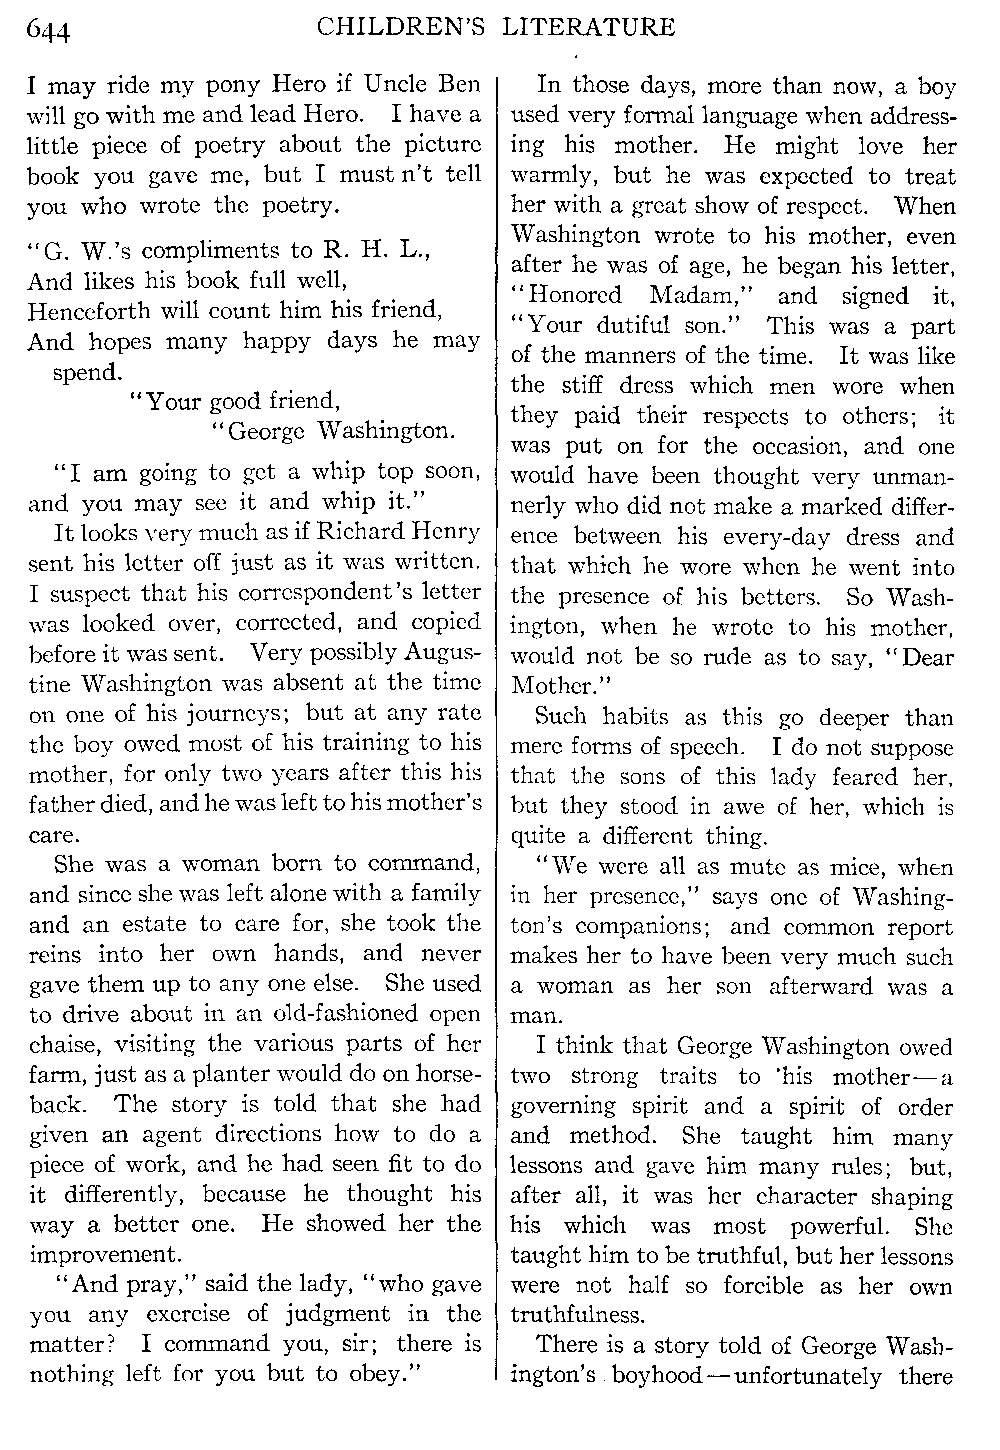 644
CHILDREN'S LITERATURE
I may ride my pony Hero if Uncle Ben
will go with me and lead Hero. I have a
little piece of poetry about the picture
book you gave me, but I must n't tell
you who wrote the poetry.
"G. W.'s compliments to R. H. L.,
And likes his book full well,
Henceforth will count him his friend,
And hopes many happy days he may
spend.
"Your good friend,
"George Washington.
"I am going to get a whip top soon,
and you may see it and whip it."
It looks very much as if Richard Henry
sent his letter off just as it was written.
I suspect that his correspondent's letter
was looked over, corrected, and copied
before it was sent. Very possibly Augus-
tine Washington was absent at the time
on one of his journeys; but at any rate
the boy owed most of his training to his
mother, for only two years after this his
father died, and he was left to his mother's
care.
She was a woman born to command,
and since she was left alone with a family
and an estate to care for, she took the
reins into her own hands, and never
gave them up to any one else. She used
to drive about in an old-fashioned open
chaise, visiting the various parts of her
farm, just as a planter would do on horse-
back. The story is told that she had
given an agent directions how to do a
piece of work, and he had seen fit to do
it differently, because he thought his
way a better one. He showed her the
improvement.
"And pray," said the lady, "who gave
you any exercise of judgment in the
matter? I command you, sir; there is
nothing left for you but to obey."
In those days, more than now, a boy
used very formal language when address-
ing his mother. He might love her
warmly, but he was expected to treat
her with a great show of respect. When
Washington wrote to his mother, even
after he was of age, he began his letter,
"Honored Madam," and signed it,
"Your dutiful son." This was a part
of the manners of the time. It was like
the stiff dress which men wore when
they paid their respects to others; it
was put on for the occasion, and one
would have been thought very unman-
nerly who did not make a marked differ-
ence between his every-day dress and
that which he wore when he went into
the presence of his betters. So Wash-
ington, when he wrote to his mother,
would not be so rude as to say, "Dear
Mother."
Such habits as this go deeper than
mere forms of speech. I do not suppose
that the sons of this lady feared her,
but they stood in awe of her, which is
quite a different thing.
"We were all as mute as mice, when
in her presence," says one of Washing-
ton's companions; and common report
makes her to have been very much such
a woman as her son afterward was a
man.
I think that George Washington owed
two strong traits to his mother—a
governing spirit and a spirit of order
and method. She taught him many
lessons and gave him many rules; but,
after all, it was her character shaping
his which was most powerful. She
taught him to be truthful, but her lessons
were not half so forcible as her own
truthfulness.
There is a story told of George Wash-
ington's boyhood—unfortunately there